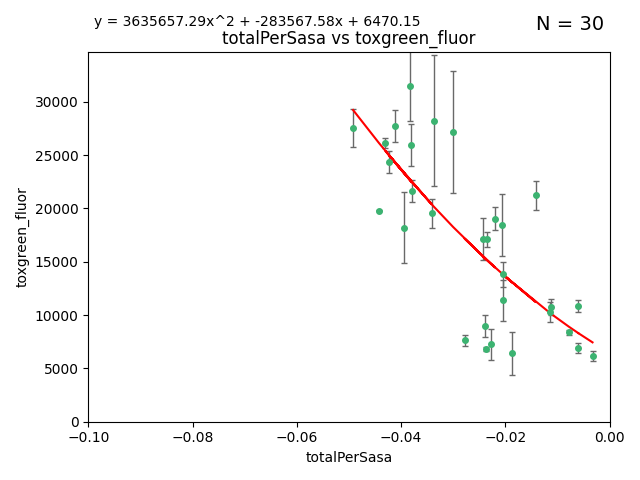 y = 3635657.29x^2 + -283567.58x + 6470.15
N = 30
totalPerSasa vs toxgreen_fluor
30000
25000
20000
15000
10000
5000
0
toxgreen_fluor
−0.10 −0.08 −0.06 −0.04 −0.02 0.00
totalPerSasa